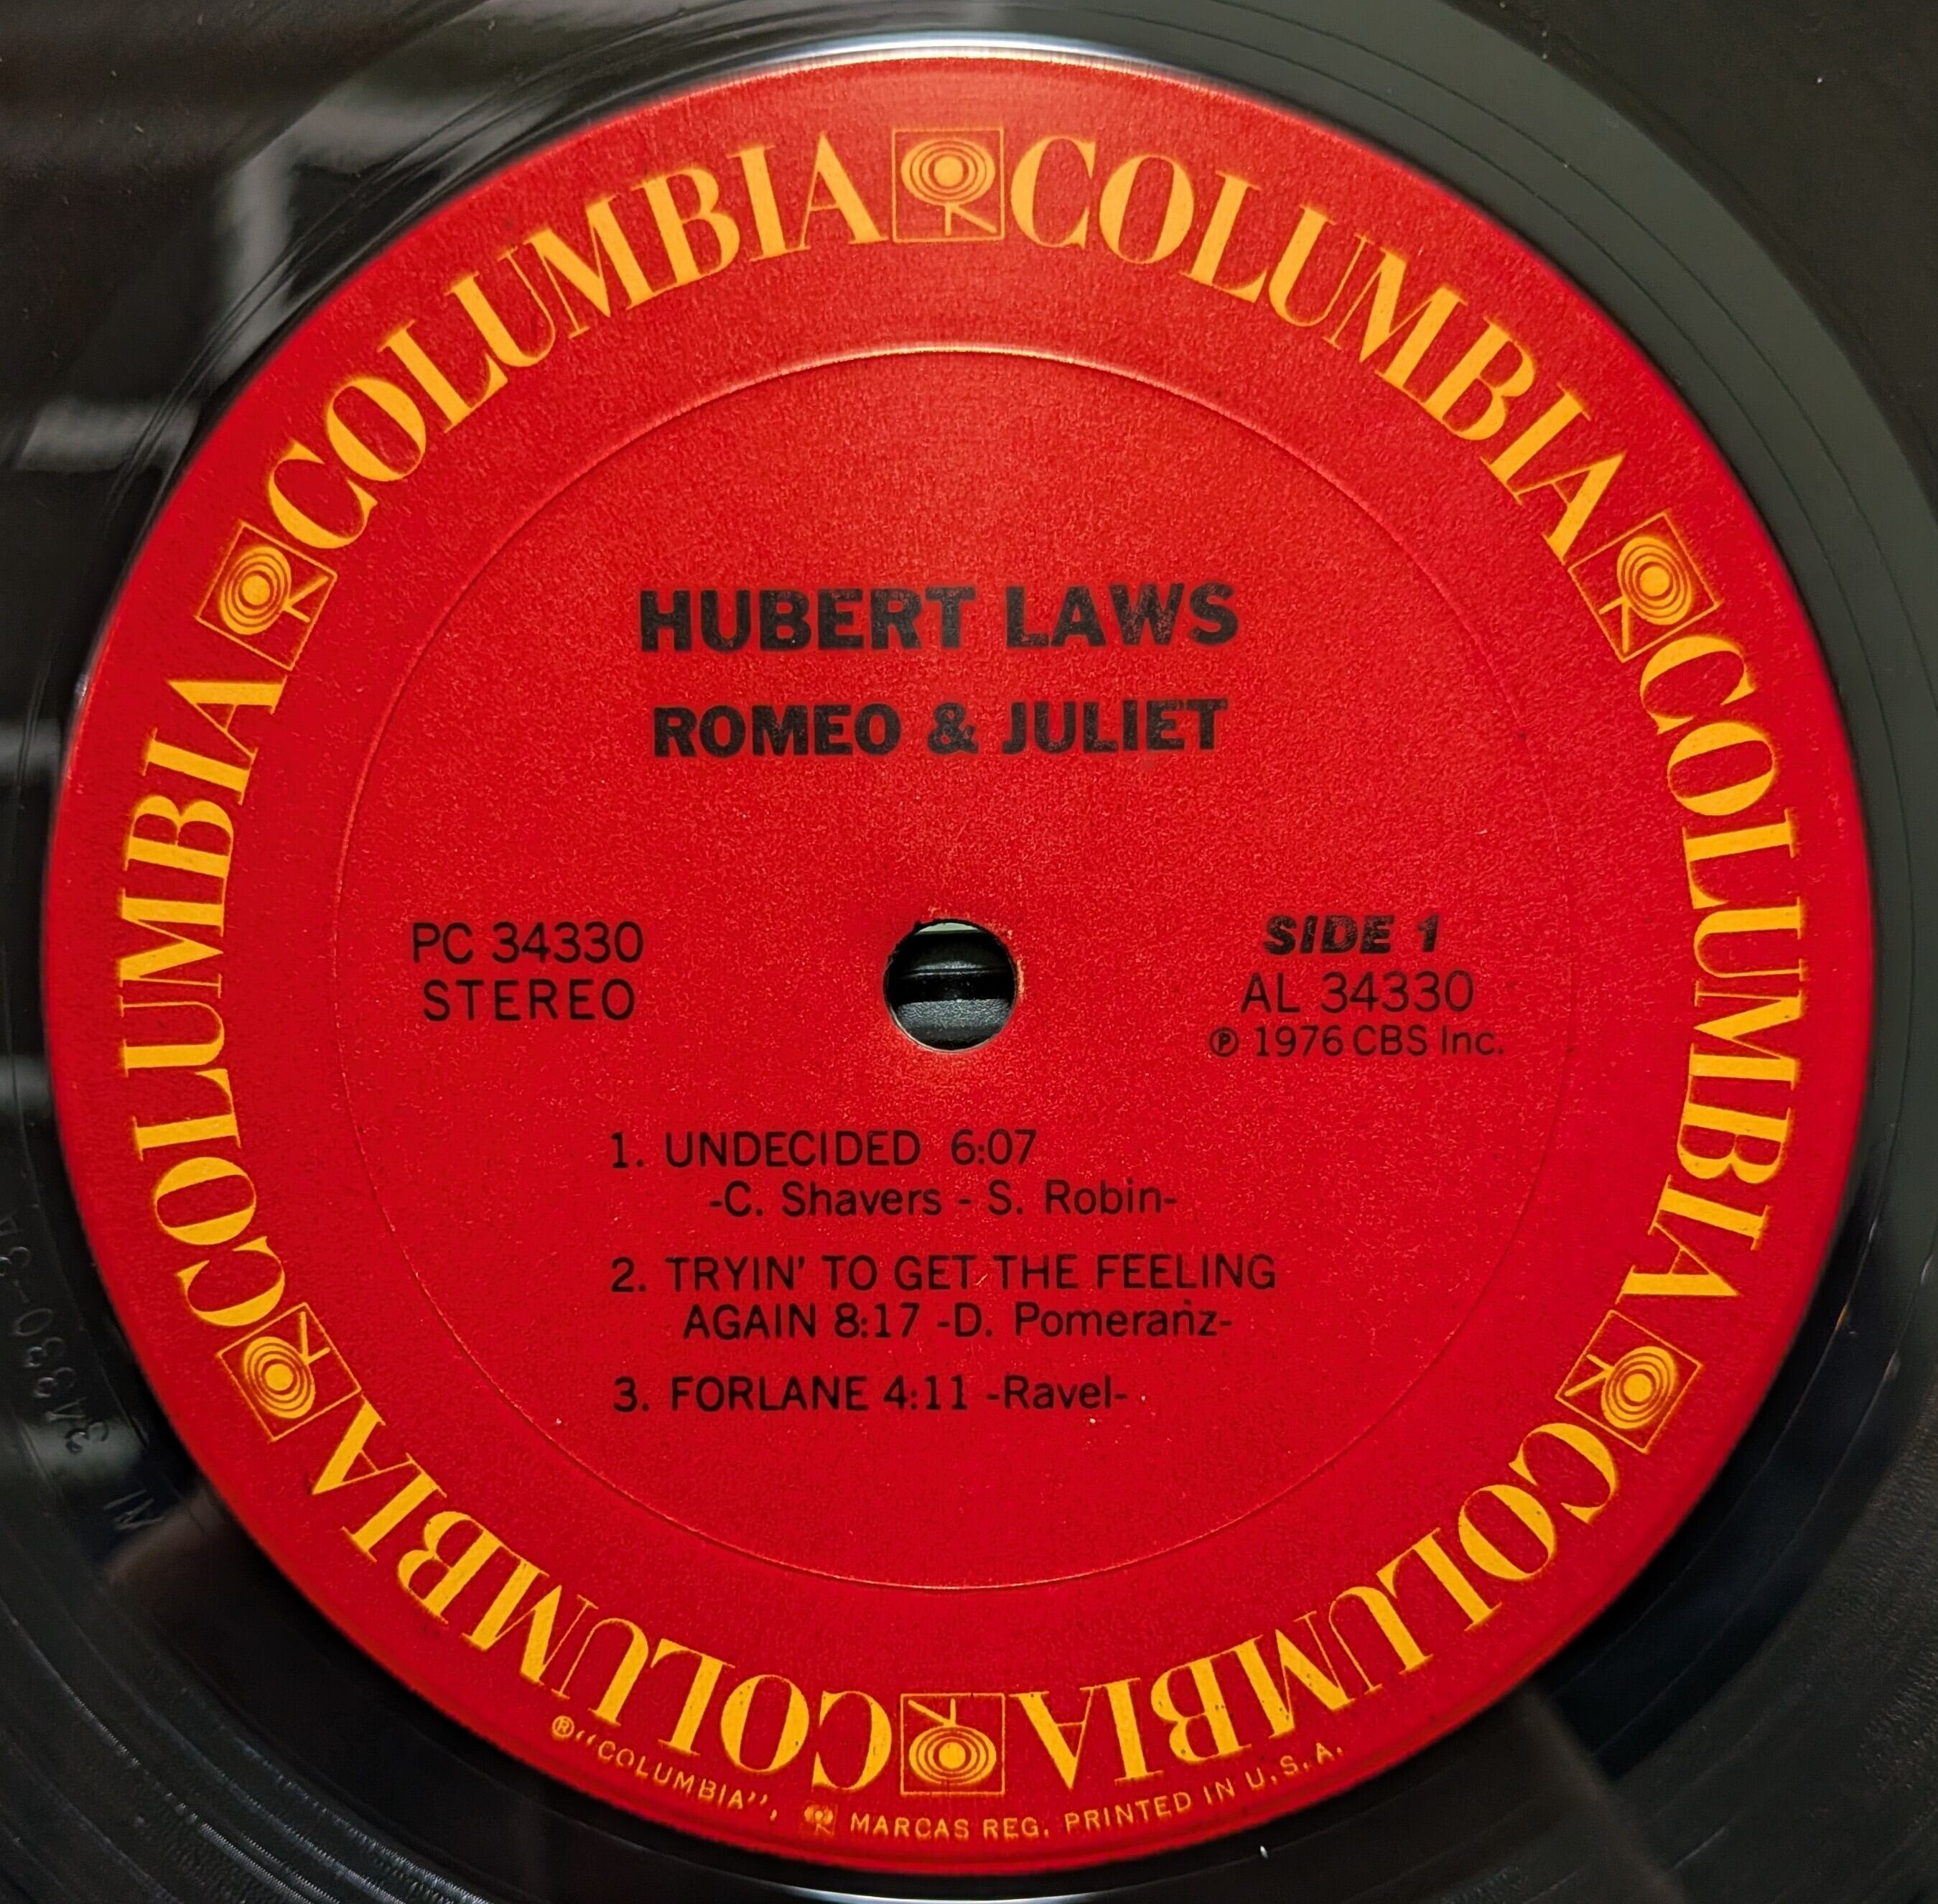 COLUMBIA COLUMBIA COLUMBIA COLUMBIA COLUMBIA COLUMBIA
HUBERT LAWS
ROMEO & JULIET
PC 34330
STEREO
SIDE 1
AL 34330
℗ 1976 CBS Inc.
1. UNDECIDED 6:07
-C. Shavers - S. Robin-
2. TRYIN' TO GET THE FEELING
AGAIN 8:17 -D. Pomeranz-
3. FORLANE 4:11 -Ravel-
® "COLUMBIA", MARCAS REG. PRINTED IN U.S.A.